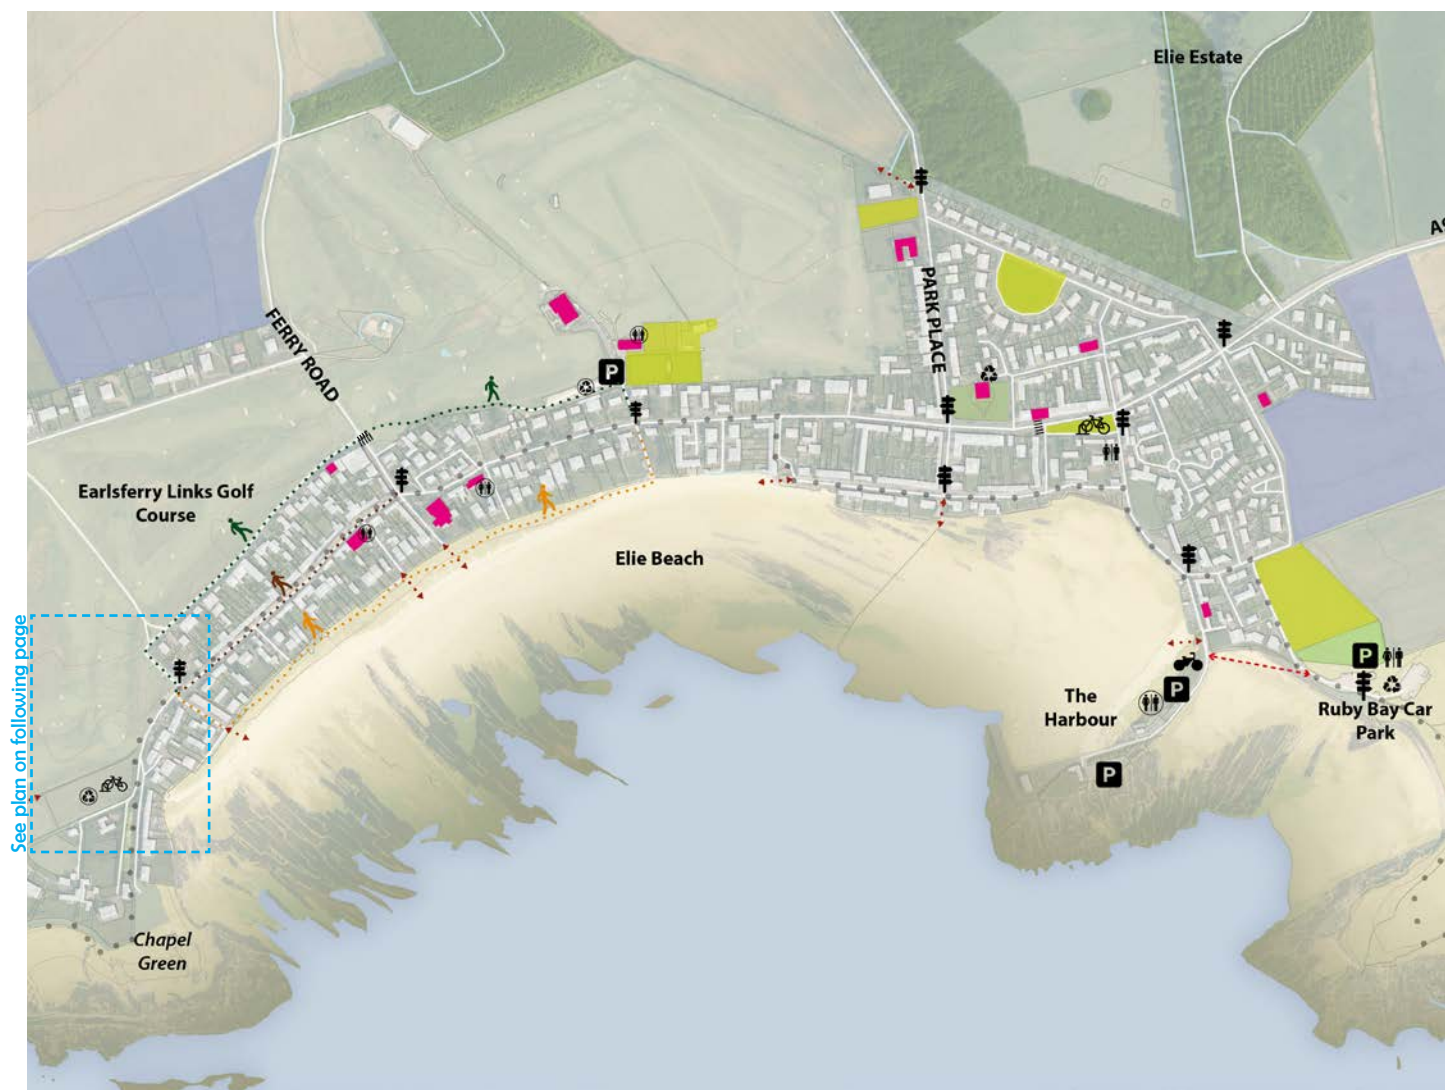 Elie Estate
PARK PLACE
FERRY ROAD
P
Earlsferry Links Golf
Course
Elie Beach
See plan on following page
P
P
The
Harbour
Ruby Bay Car
Park
P
Chapel
Green